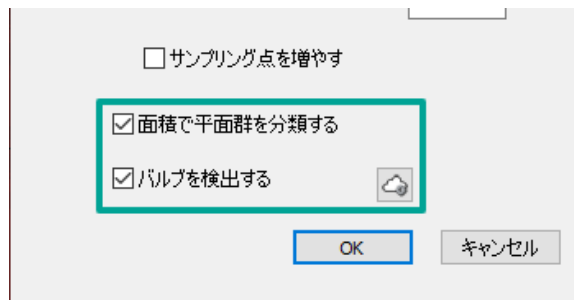 サンプリング点を増やす
面積で平面群を分類する
バルブを検出する
OK
キャンセル